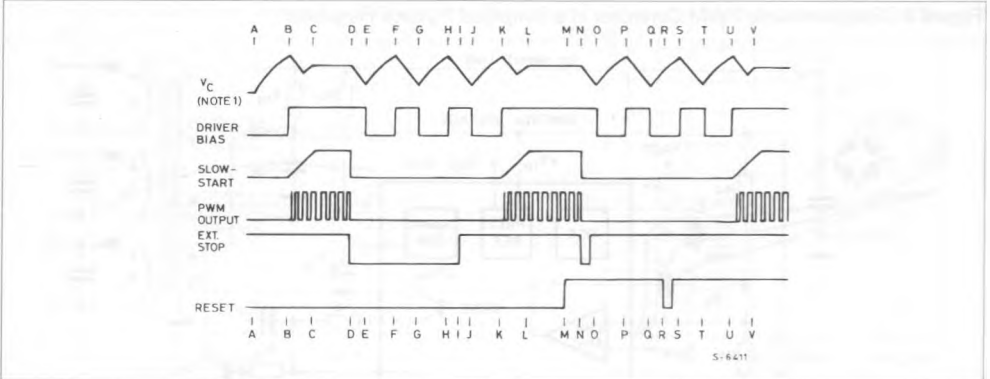 A B C D E F G H I J K L M N O P Q R S T U V
VC
(NOTE 1)
DRIVER
BIAS
SLOW-
START
PWM
OUTPUT
EXT.
STOP
RESET
A B C D E F G H I J K L M N O P Q R S T U V
S-6411